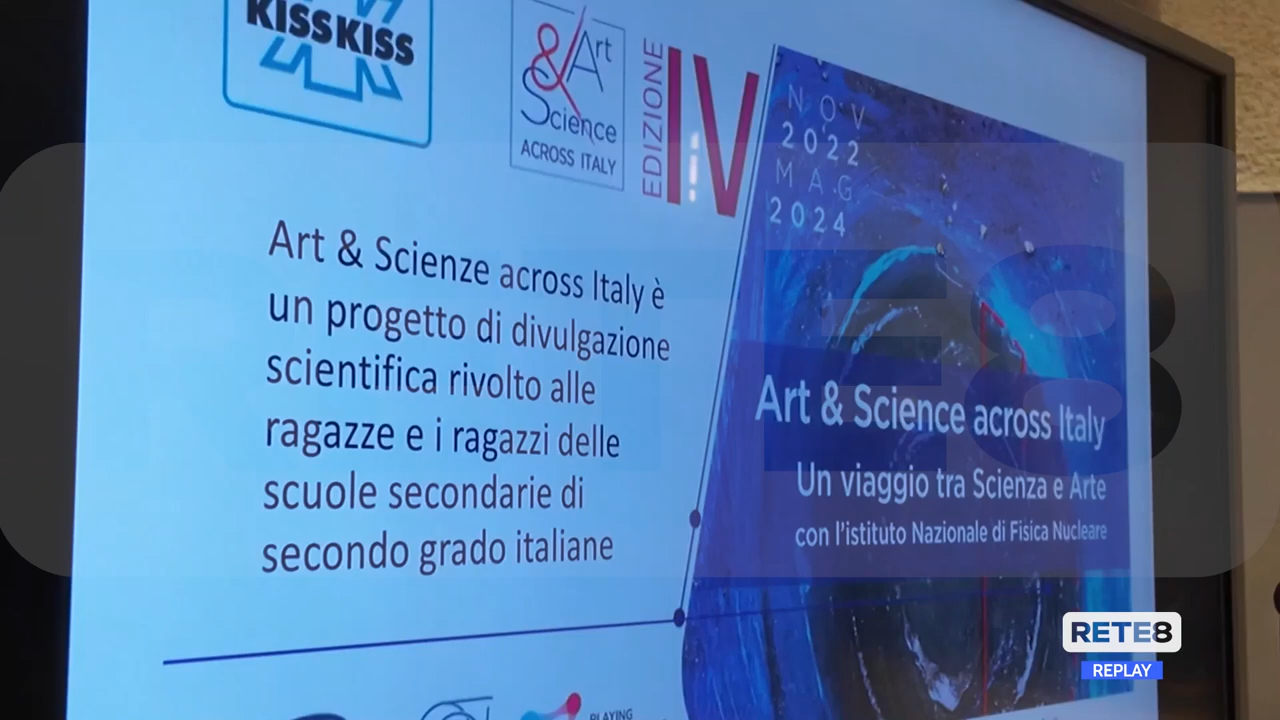 KISSKISS
Art
&
Science
ACROSS ITALY
EDIZIONE
IV
NOV
2022
MAG
2024
Art & Scienze across Italy è
un progetto di divulgazione
scientifica rivolto alle
ragazze e i ragazzi delle
scuole secondarie di
secondo grado italiane
Art & Science across Italy
Un viaggio tra Scienza e Arte
con l'istituto Nazionale di Fisica Nucleare
PLAYING
RETE8
RETE8
REPLAY